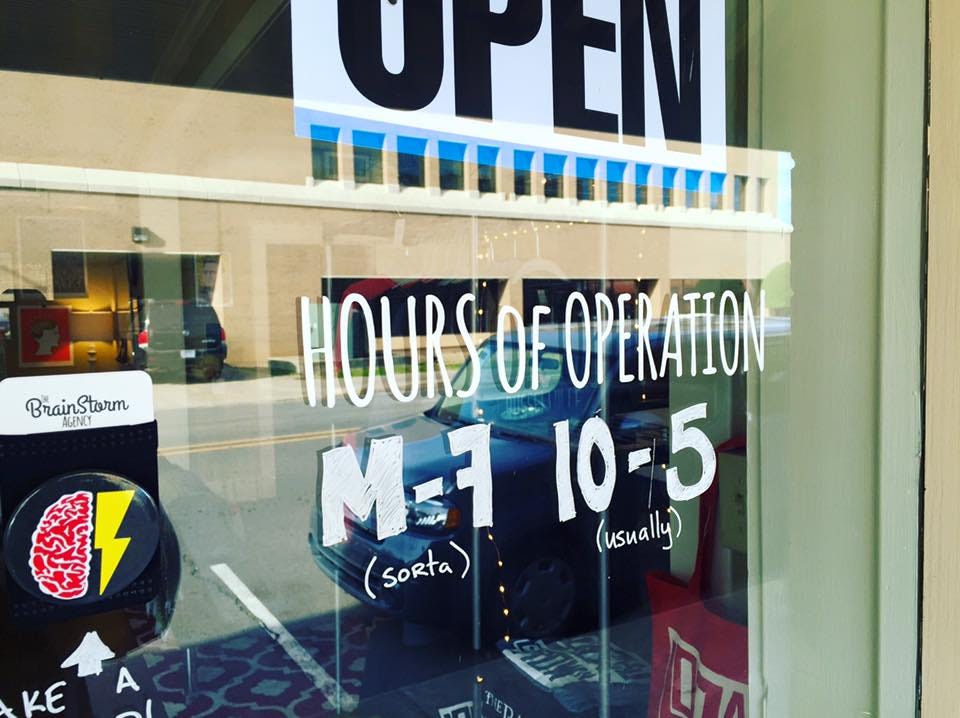 OPEN
HOURS OF OPERATION
M-F 10-5
(sorta) (usually)
THE
BrainStorm
AGENCY
A